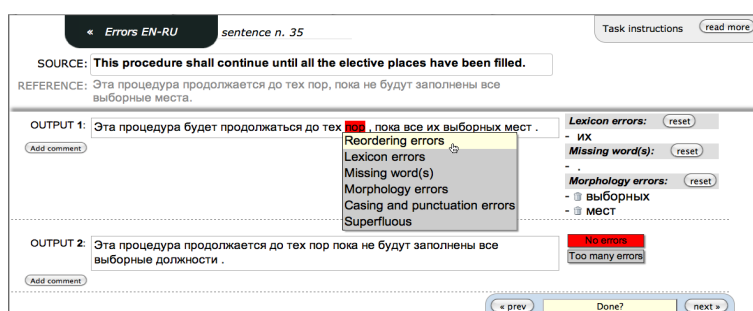 « Errors EN-RU sentence n. 35 Task instructions read more
SOURCE: This procedure shall continue until all the elective places have been filled.
REFERENCE: Эта процедура продолжается до тех пор, пока не будут заполнены все
выборные места.
OUTPUT 1: Эта процедура будет продолжаться до тех пор , пока все их выборных мест .
Add comment
Reordering errors
Lexicon errors
Missing word(s)
Morphology errors
Casing and punctuation errors
Superfluous
Lexicon errors: reset
- их
Missing word(s): reset
- .
Morphology errors: reset
- выборных
- мест
OUTPUT 2: Эта процедура продолжается до тех пор пока не будут заполнены все
выборные должности .
Add comment
No errors
Too many errors
« prev Done? next »